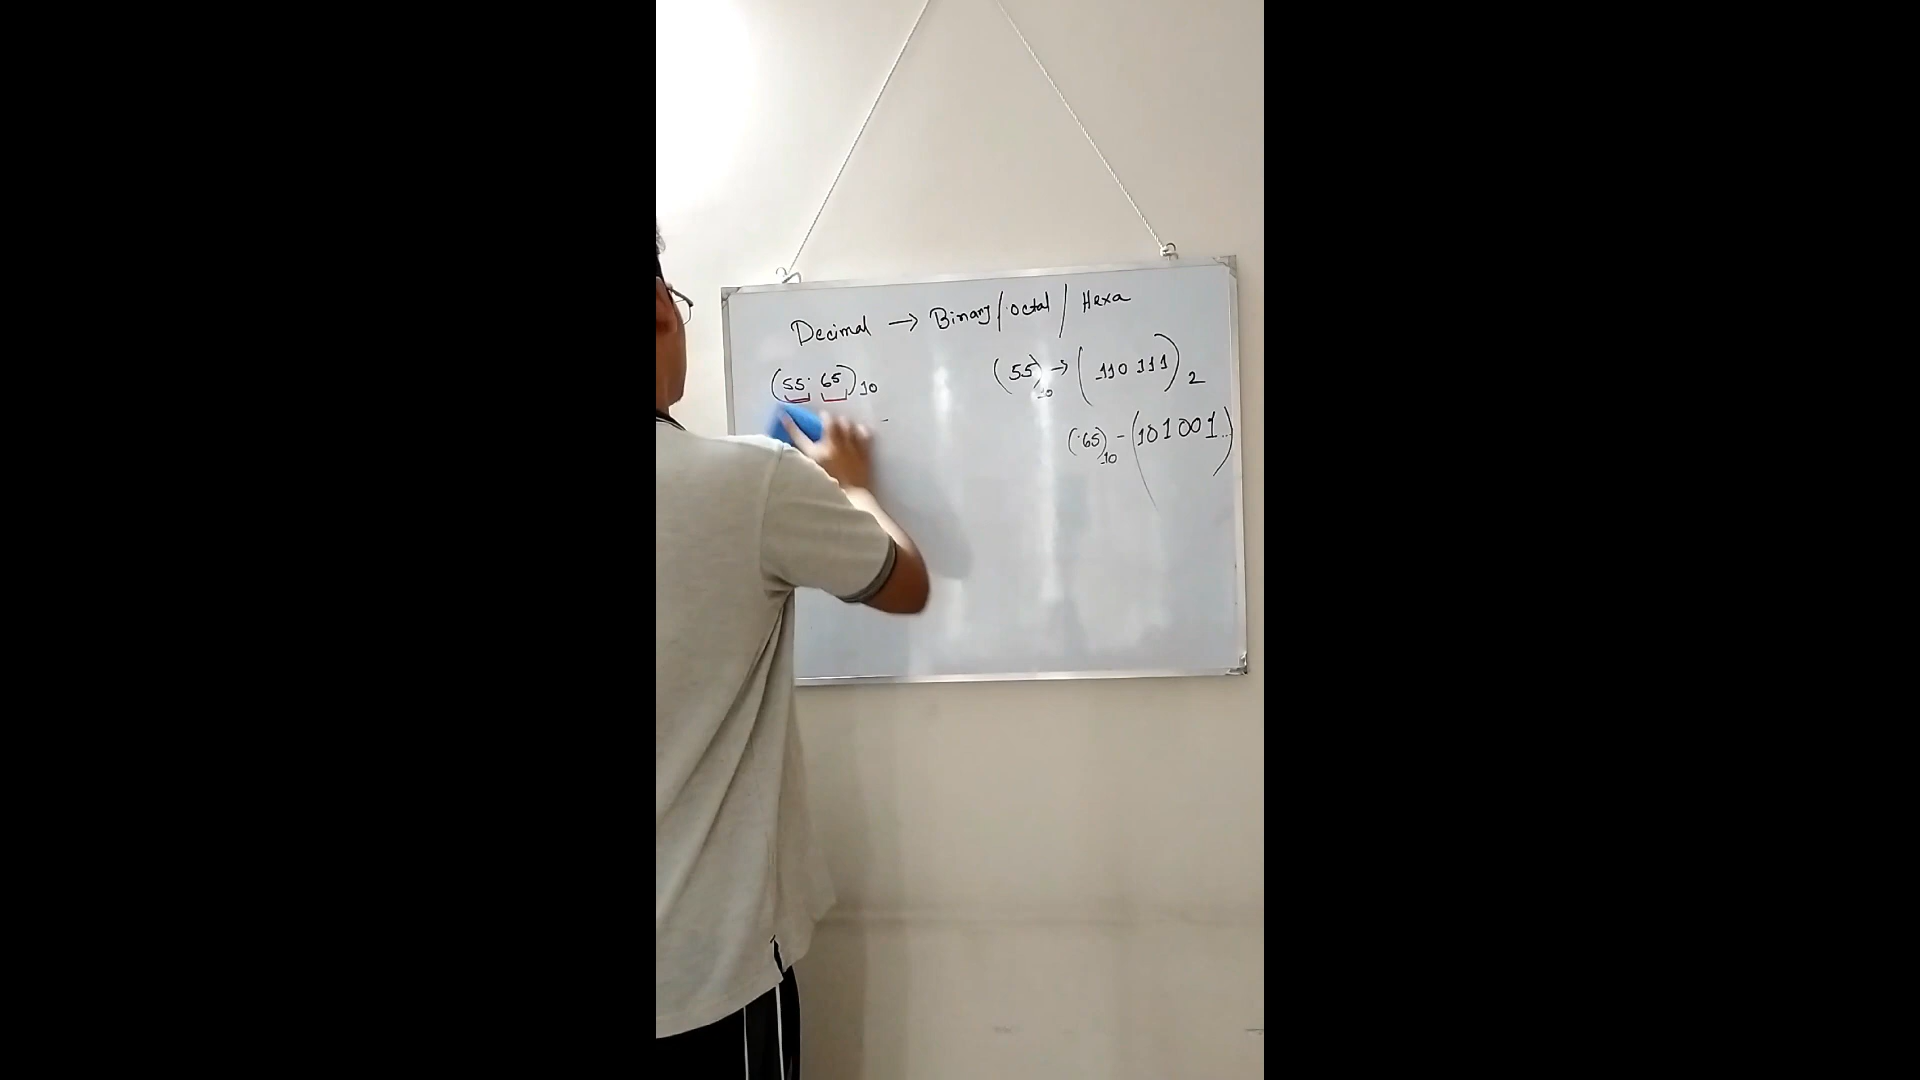 Decimal → Binary/octal/Hexa
(55.65)10
(55)10 → (110111)2
(.65)10 - (101001..)